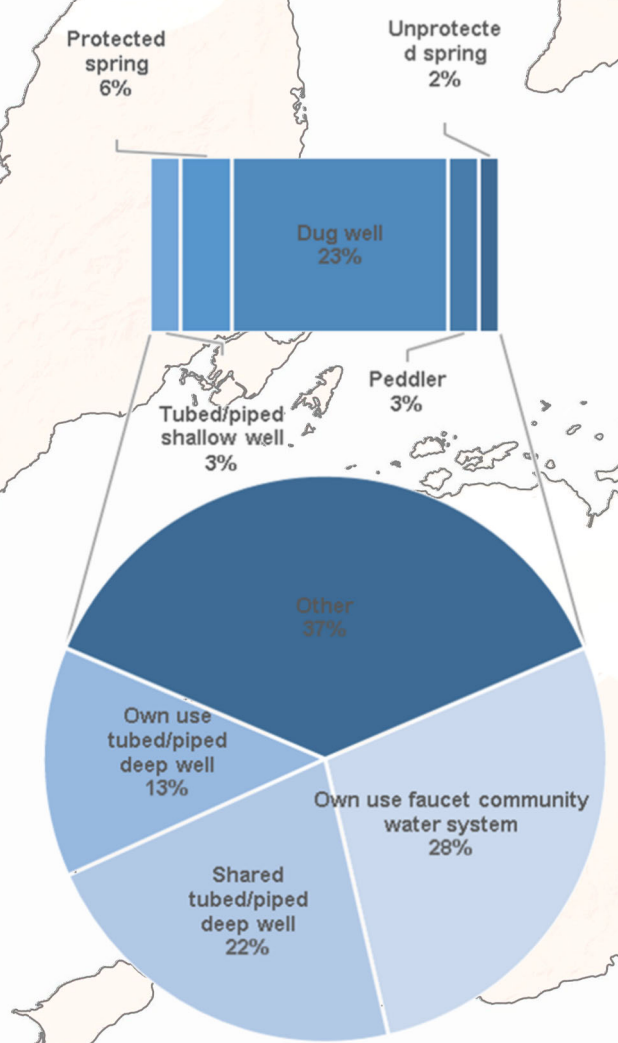 Protected
spring
6%
Unprotecte
d spring
2%
Dug well
23%
Tubed/piped
shallow well
3%
Peddler
3%
Other
37%
Own use
tubed/piped
deep well
13%
Own use faucet community
water system
28%
Shared
tubed/piped
deep well
22%